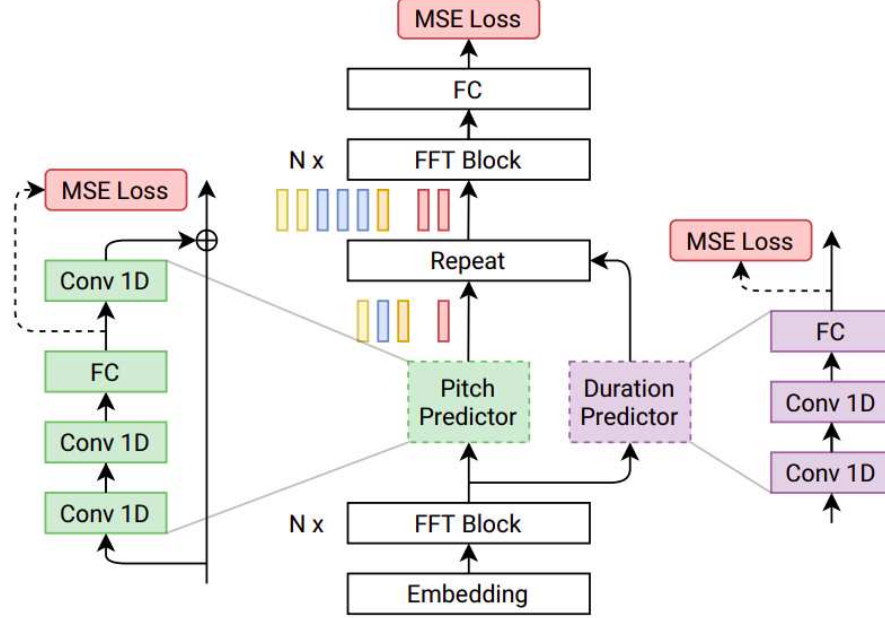 MSE Loss
FC
N x
FFT Block
Repeat
Pitch
Predictor
Duration
Predictor
N x
FFT Block
Embedding
MSE Loss
Conv 1D
FC
Conv 1D
Conv 1D
MSE Loss
FC
Conv 1D
Conv 1D